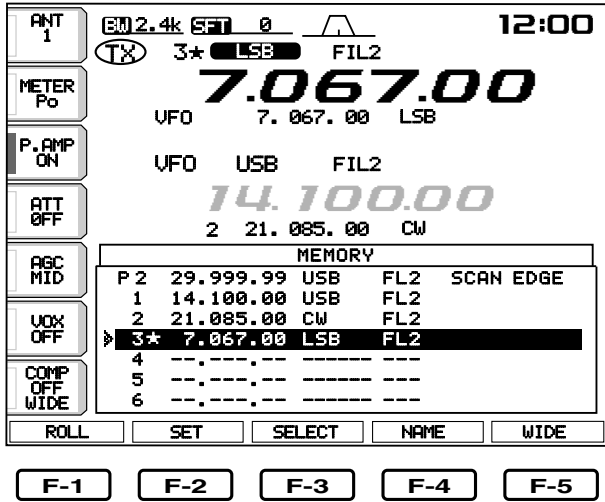 ANT
1
BW 2.4k SFT 0
12:00
TX 3★ LSB FIL2
METER
Po
7.067.00
VFO 7. 067. 00 LSB
P.AMP
ON
VFO USB FIL2
ATT
OFF
14.100.00
2 21. 085. 00 CW
AGC
MID
MEMORY
P2 29.999.99 USB FL2 SCAN EDGE
1 14.100.00 USB FL2
2 21.085.00 CW FL2
VOX
OFF
3★ 7.067.00 LSB FL2
4 --.---.-- ------ ---
5 --.---.-- ------ ---
6 --.---.-- ------ ---
COMP
OFF
WIDE
ROLL SET SELECT NAME WIDE
F-1 F-2 F-3 F-4 F-5